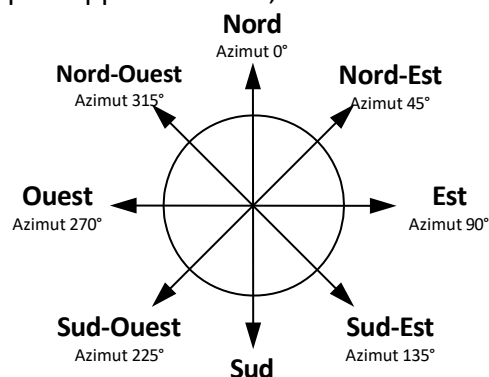 Nord
Azimut 0°
Nord-Ouest
Azimut 315°
Nord-Est
Azimut 45°
Ouest
Azimut 270°
Est
Azimut 90°
Sud-Ouest
Azimut 225°
Sud-Est
Azimut 135°
Sud